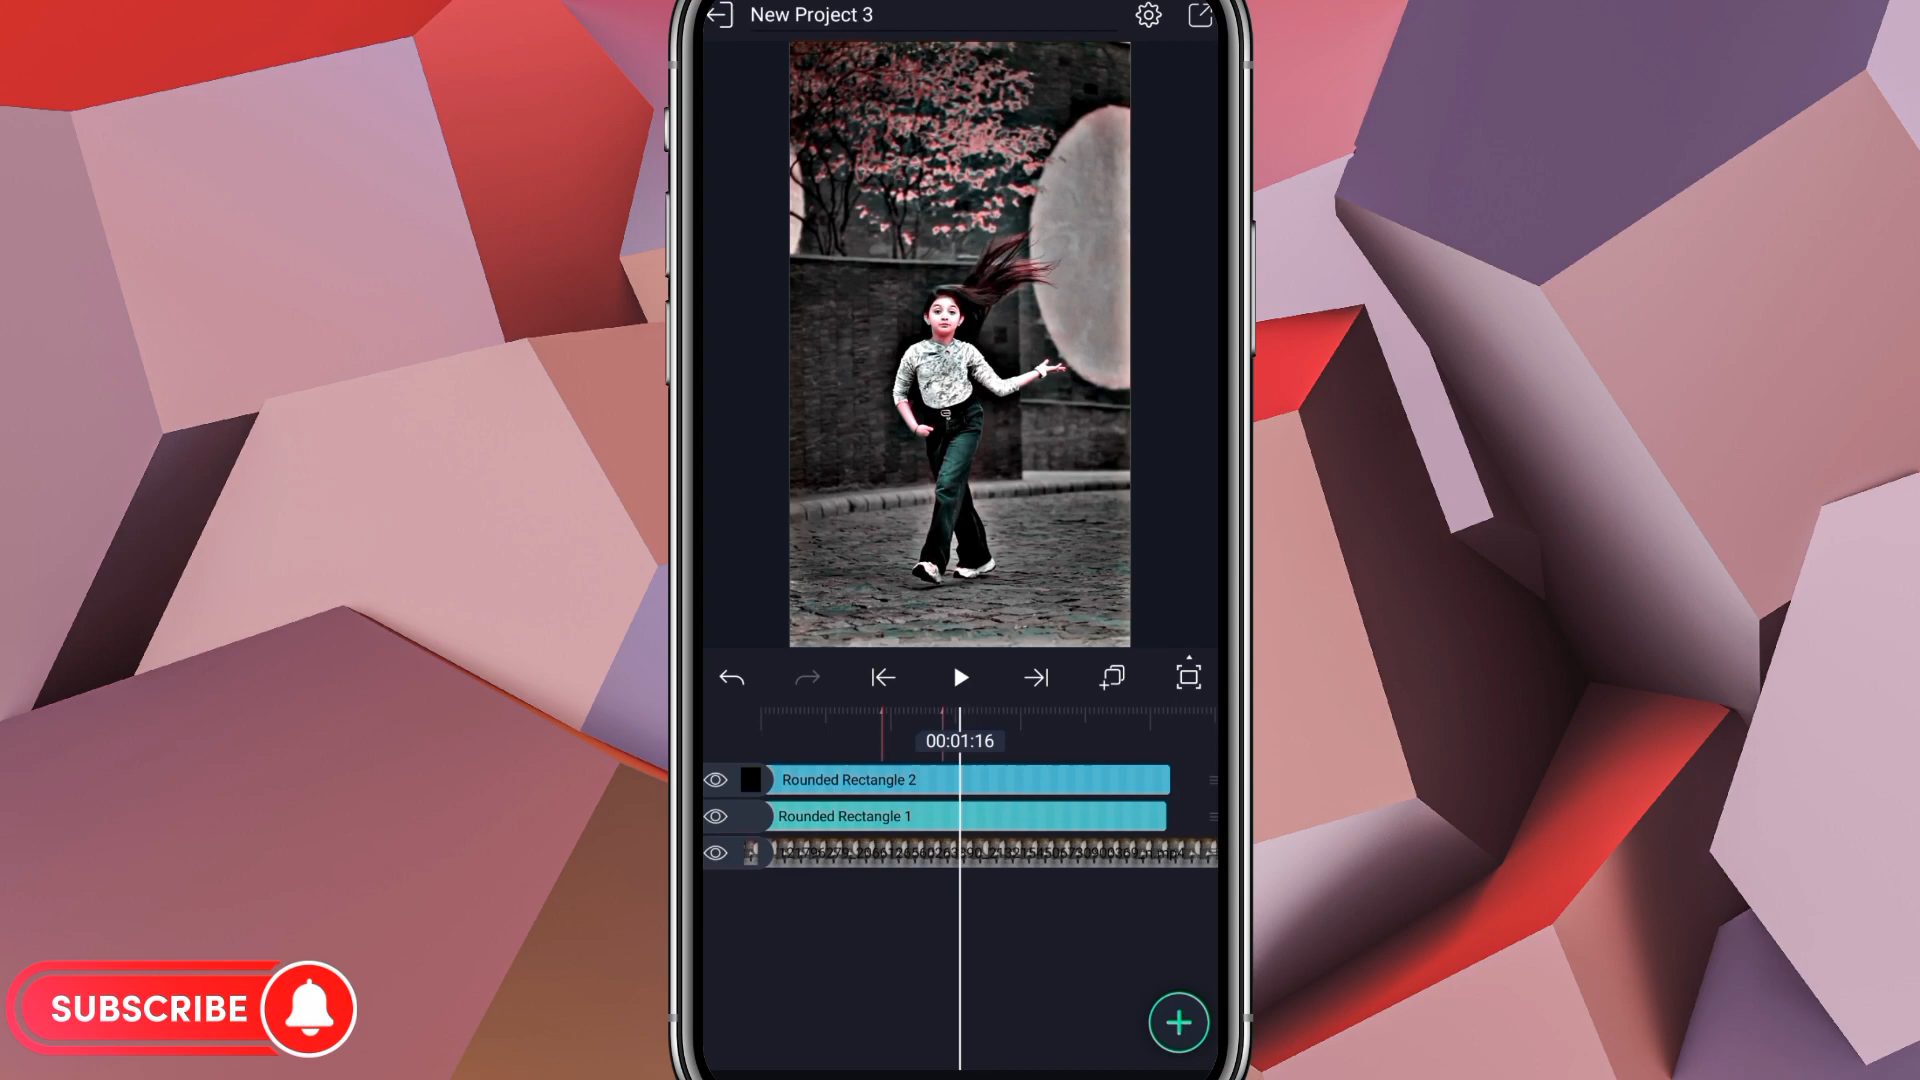 New Project 3
00:01:16
Rounded Rectangle 2
Rounded Rectangle 1
SUBSCRIBE